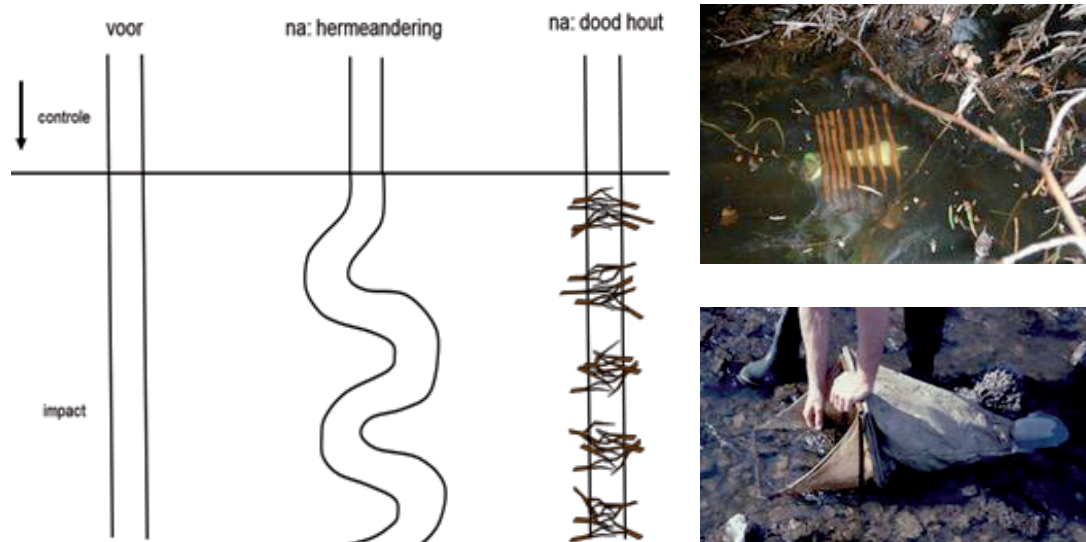 voor
na: hermeandering
na: dood hout
controle
impact